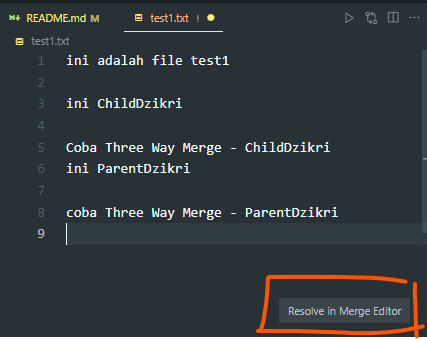 README.md M
test1.txt !
test1.txt
1 ini adalah file test1
2
3 ini ChildDzikri
4
5 Coba Three Way Merge - ChildDzikri
6 ini ParentDzikri
7
8 coba Three Way Merge - ParentDzikri
9
Resolve in Merge Editor